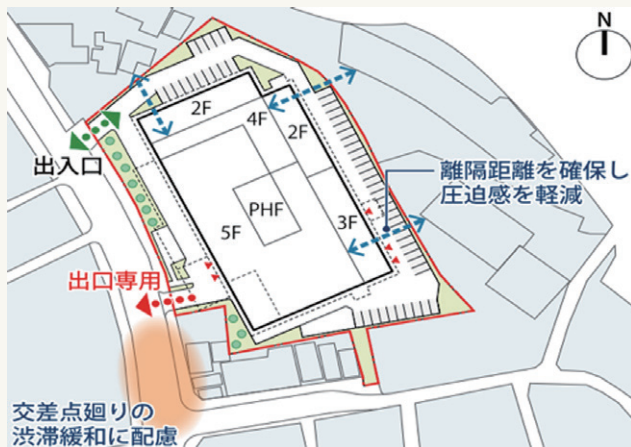 N
2F
4F
2F
出入口
離隔距離を確保し
圧迫感を軽減
PHF
3F
5F
出口専用
交差点廻りの
渋滞緩和に配慮